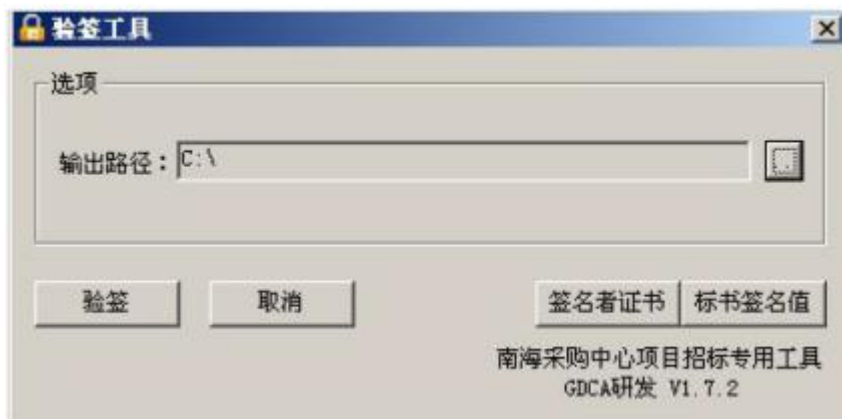 验签工具
选项
输出路径：C:\
验签 取消 签名者证书 标书签名值
南海采购中心项目招标专用工具
GDCA研发 V1.7.2